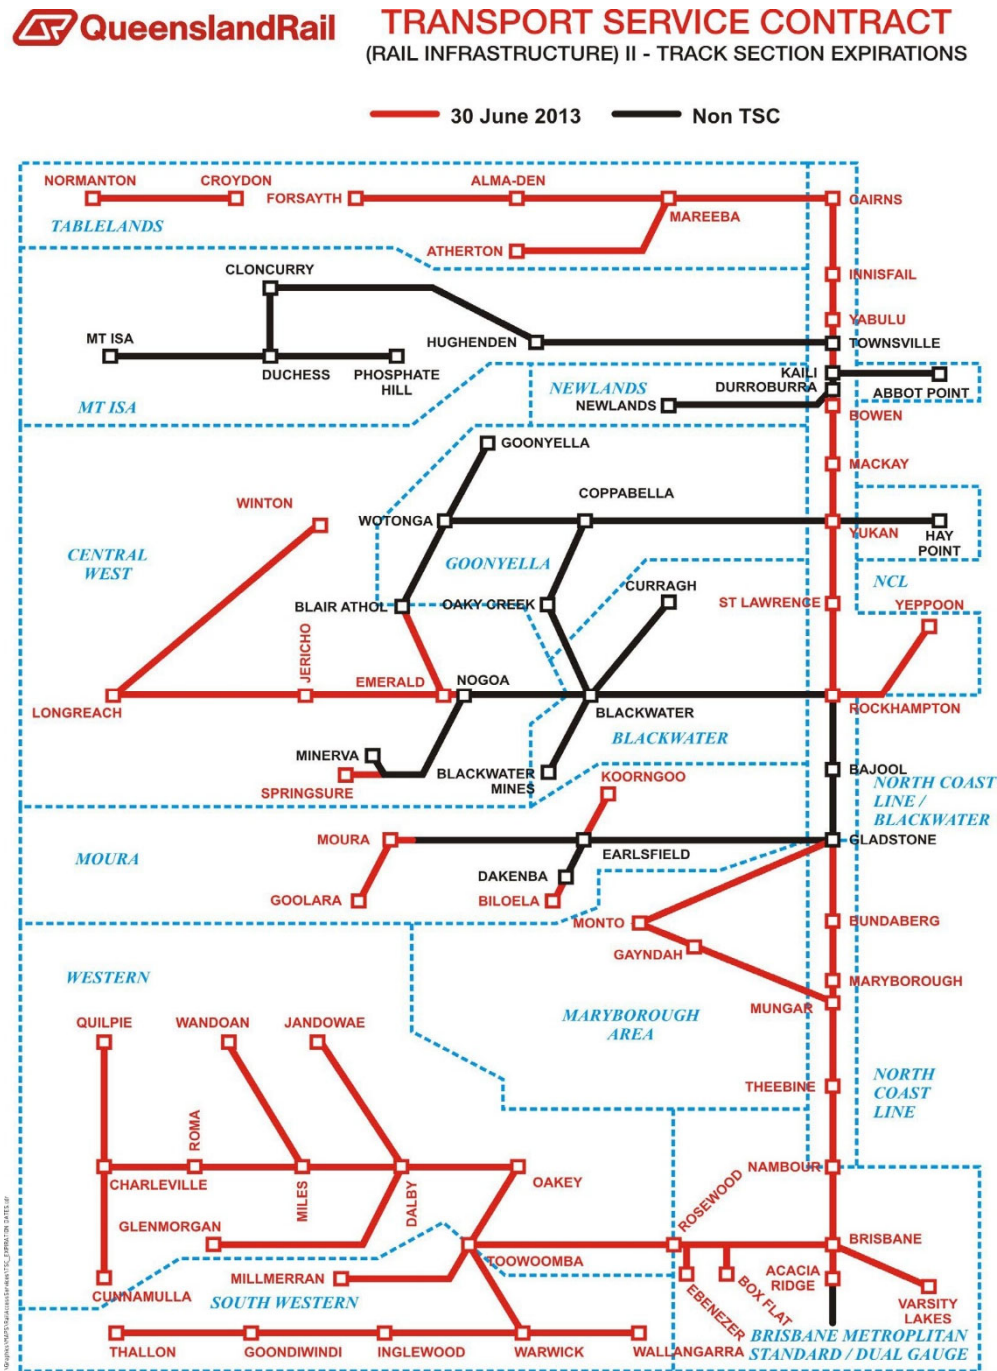 QueenslandRail
TRANSPORT SERVICE CONTRACT
(RAIL INFRASTRUCTURE) II - TRACK SECTION EXPIRATIONS
30 June 2013
Non TSC
NORMANTON
CROYDON
FORSAYTH
ALMA-DEN
MAREEBA
CAIRNS
TABLELANDS
ATHERTON
CLONCURRY
INNISFAIL
YABULU
MT ISA
HUGHENDEN
TOWNSVILLE
DUCHESS
PHOSPHATE
HILL
KAILI
DURROBURRA
ABBOT POINT
NEWLANDS
NEWLANDS
MT ISA
BOWEN
GOONYELLA
MACKAY
WINTON
COPPABELLA
WOTONGA
YUKAN
HAY
POINT
CENTRAL
WEST
GOONYELLA
CURRAGH
NCL
BLAIR ATHOL
OAKY CREEK
ST LAWRENCE
YEPPOON
JERICHO
EMERALD
NOGOA
LONGREACH
BLACKWATER
ROCKHAMPTON
BLACKWATER
MINERVA
SPRINGSURE
BLACKWATER
MINES
KOORNGOO
BAJOOL
NORTH COAST
LINE /
BLACKWATER
MOURA
MOURA
EARLSFIELD
GLADSTONE
DAKENBA
GOOLARA
BILOELA
MONTO
BUNDABERG
GAYNDAH
WESTERN
MARYBOROUGH
MUNGAR
MARYBOROUGH
AREA
QUILPIE
WANDOAN
JANDOWAE
THEEBINE
NORTH
COAST
LINE
ROMA
CHARLEVILLE
MILES
DALBY
OAKEY
NAMBOUR
ROSEWOOD
GLENMORGAN
BRISBANE
TOOWOOMBA
CUNNAMULLA
MILLMERRAN
SOUTH WESTERN
EBENEZER
BOX FLAT
ACACIA
RIDGE
VARSITY
LAKES
THALLON
GOONDIWINDI
INGLEWOOD
WARWICK
WALLANGARRA
BRISBANE METROPLITAN
STANDARD / DUAL GAUGE